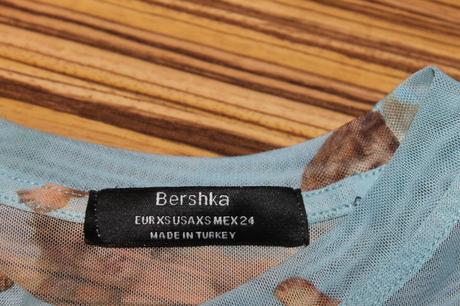 Bershka
EUR XS USA XS MEX 24
MADE IN TURKEY